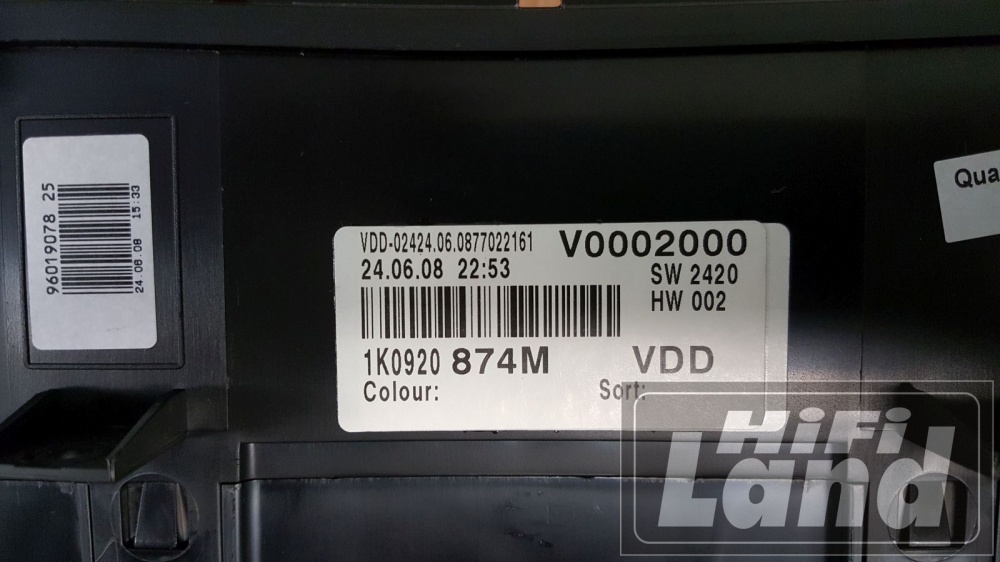 96019078 25
24.06.08 15:33
VDD-02424.06.0877022161 V0002000
24.06.08 22:53 SW 2420
HW 002
1K0920 874M VDD
Colour: Sort:
Qua
HiFi
Land